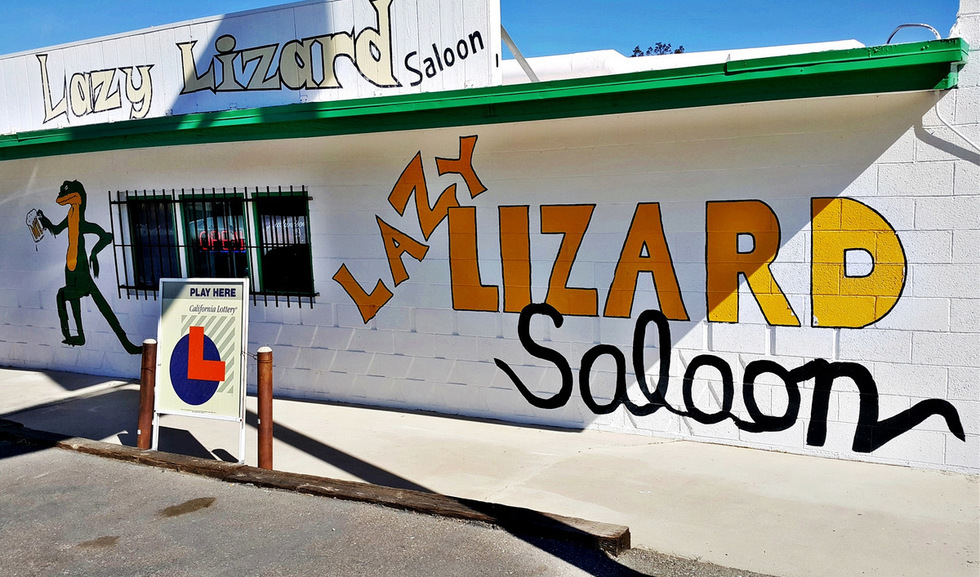 Lazy Lizard Saloon
OPEN
LAZY
LIZARD
Saloon
PLAY HERE
California Lottery
L